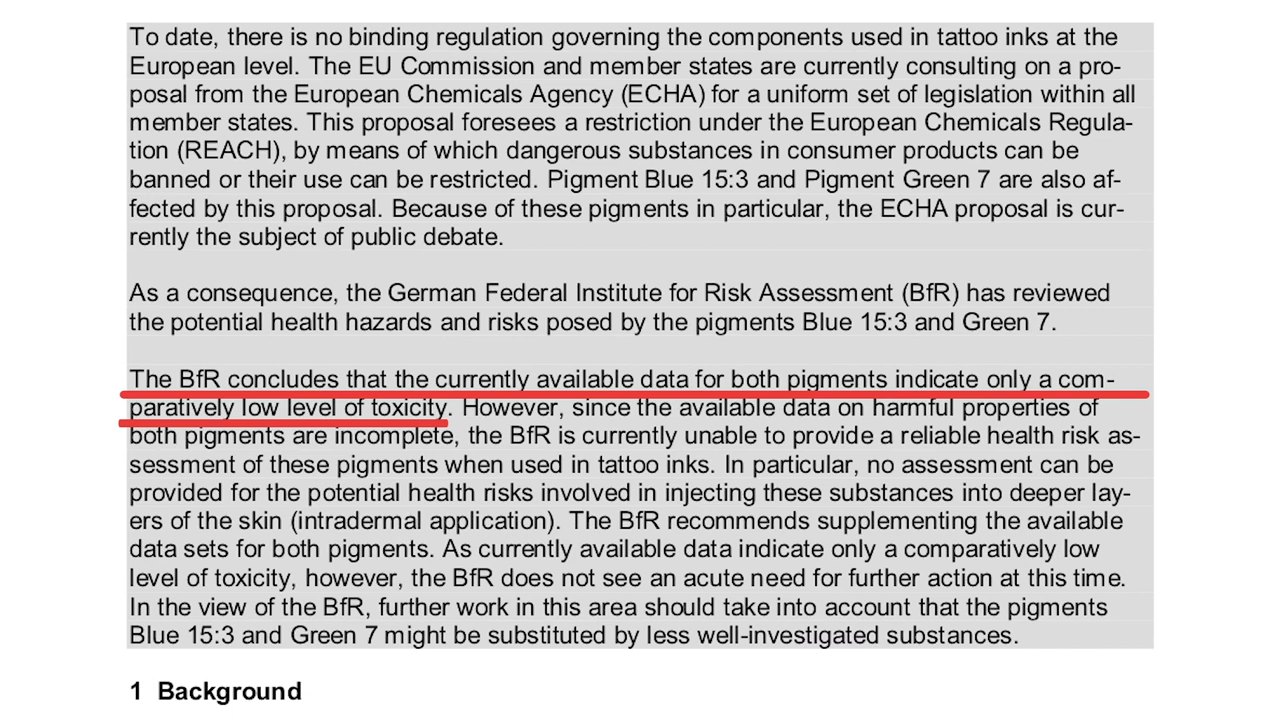 To date, there is no binding regulation governing the components used in tattoo inks at the
European level. The EU Commission and member states are currently consulting on a pro-
posal from the European Chemicals Agency (ECHA) for a uniform set of legislation within all
member states. This proposal foresees a restriction under the European Chemicals Regula-
tion (REACH), by means of which dangerous substances in consumer products can be
banned or their use can be restricted. Pigment Blue 15:3 and Pigment Green 7 are also af-
fected by this proposal. Because of these pigments in particular, the ECHA proposal is cur-
rently the subject of public debate.
As a consequence, the German Federal Institute for Risk Assessment (BfR) has reviewed
the potential health hazards and risks posed by the pigments Blue 15:3 and Green 7.
The BfR concludes that the currently available data for both pigments indicate only a com-
paratively low level of toxicity. However, since the available data on harmful properties of
both pigments are incomplete, the BfR is currently unable to provide a reliable health risk as-
sessment of these pigments when used in tattoo inks. In particular, no assessment can be
provided for the potential health risks involved in injecting these substances into deeper lay-
ers of the skin (intradermal application). The BfR recommends supplementing the available
data sets for both pigments. As currently available data indicate only a comparatively low
level of toxicity, however, the BfR does not see an acute need for further action at this time.
In the view of the BfR, further work in this area should take into account that the pigments
Blue 15:3 and Green 7 might be substituted by less well-investigated substances.
1 Background